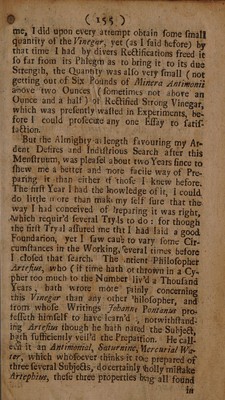 ( 155 )
me, I did upon every attempt obtain ſome ſmall
quantity of the Vinegar, yet (as I ſaid before) by
that time I had by divers Rectifications freed it
ſo far from its Phlegm as to bring it to its due
Strength, the Quantity was alſo very ſmall ( not
getting out of Six Pounds of Minera Antimonii
above two Ounces (ſometimes not above an
Ounce and a half) of Rectified Strong Vinegar,
which was preſently waſted in Experiments, be-
fore I could proſecute any one Eſſay to ſatiſ-
faction.
But the Almighty at length favouring my Ar-
dent Deſires and Induſtrious Search after this
Menſtruum, was pleaſed about two Years ſince to
ſhew me a better and more facile way of Pre-
paring it than either of thoſe I knew before.
The firſt Year I had the knowledge of it, I could
do little more than make my ſelf ſure that the
way I had conceived of preparing it was right,
which requir'd ſeveral Tryals to do : for though
the firſt Tryal aſſured me that I had laid a good
Foundation, yet I ſaw cauſe to vary ſome Cir-
cumſtances in the Working, ſeveral times before
I cloſed that ſearch. The antient Philoſopher
Arteſius, who ( if time hath not thrown in a Cy-
pher too much to the Number liv'd a Thouſand
Years, hath wrote more plainly concerning
this Vinegar than any other Philoſopher, and
from whoſe Writings Johannes Pontanus pro-
feſſeth himſelf to have learn'd ; notwithſtand-
ing Arteſius though he hath named the Subject,
hath ſufficiently veil'd the Preparation. He call-
eth it an Antimonial, Saturnine, Mercurial Wa-
ter, which whoſoever thinks it to be prepared of
three ſeveral Subjects, do certainly wholly miſtake
Artephius, theſe three properties being all found
in